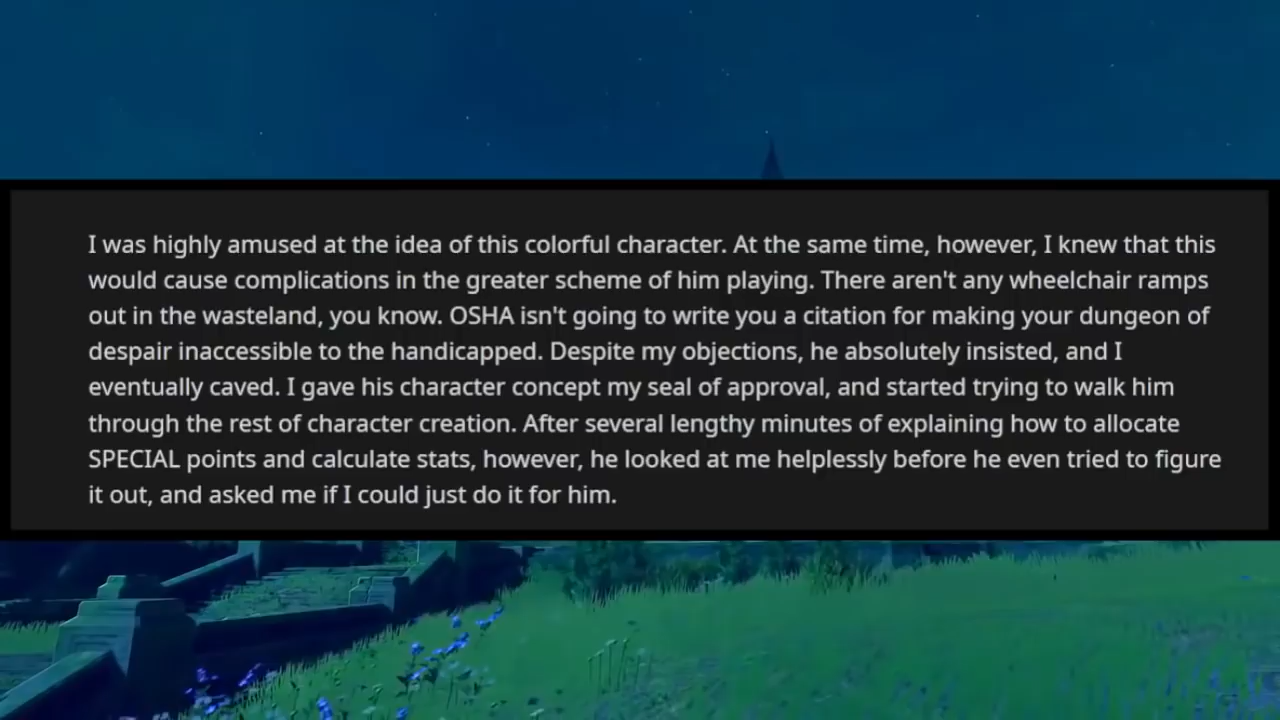 I was highly amused at the idea of this colorful character. At the same time, however, I knew that this
would cause complications in the greater scheme of him playing. There aren't any wheelchair ramps
out in the wasteland, you know. OSHA isn't going to write you a citation for making your dungeon of
despair inaccessible to the handicapped. Despite my objections, he absolutely insisted, and I
eventually caved. I gave his character concept my seal of approval, and started trying to walk him
through the rest of character creation. After several lengthy minutes of explaining how to allocate
SPECIAL points and calculate stats, however, he looked at me helplessly before he even tried to figure
it out, and asked me if I could just do it for him.